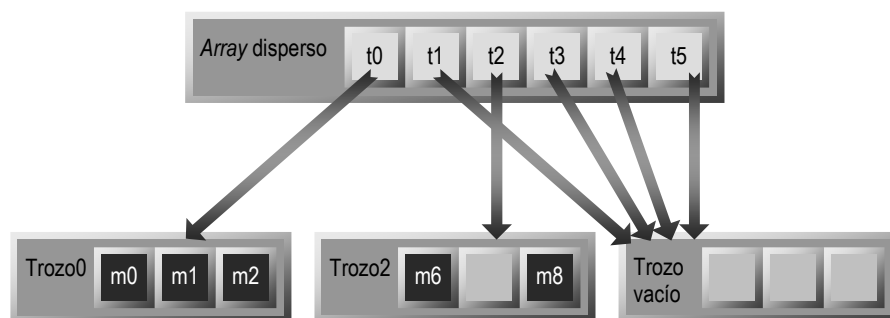 Array disperso t0 t1 t2 t3 t4 t5
Trozo0 m0 m1 m2
Trozo2 m6 m8
Trozo
vacío